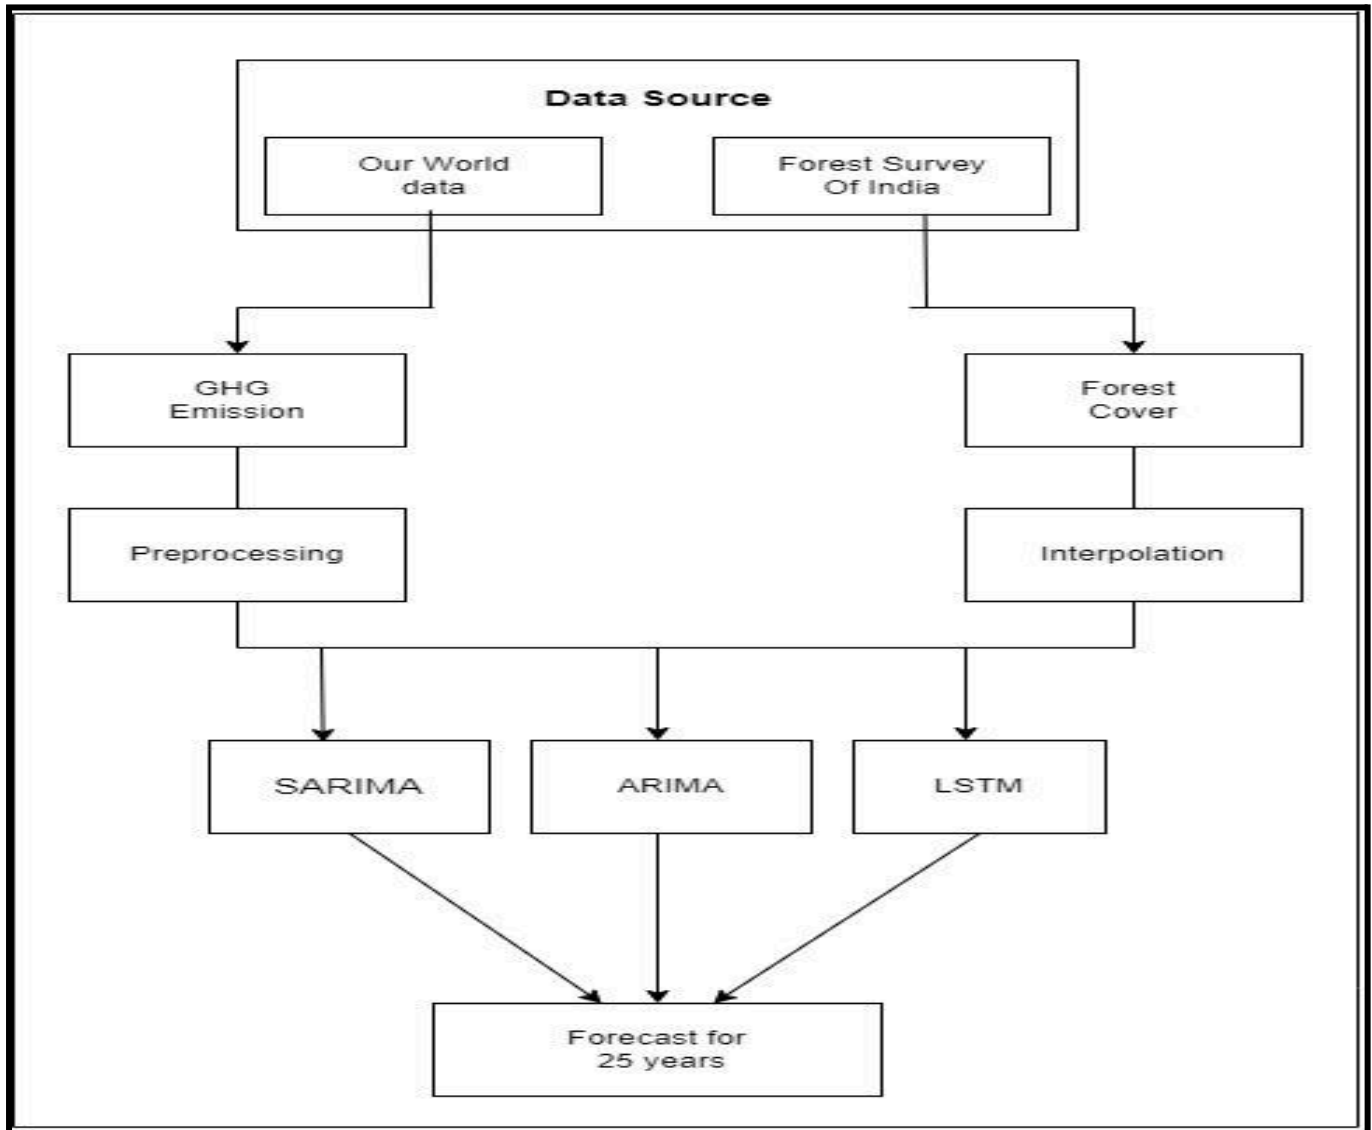 Data Source
Our World
data
Forest Survey
Of India
GHG
Emission
Forest
Cover
Preprocessing
Interpolation
SARIMA
ARIMA
LSTM
Forecast for
25 years